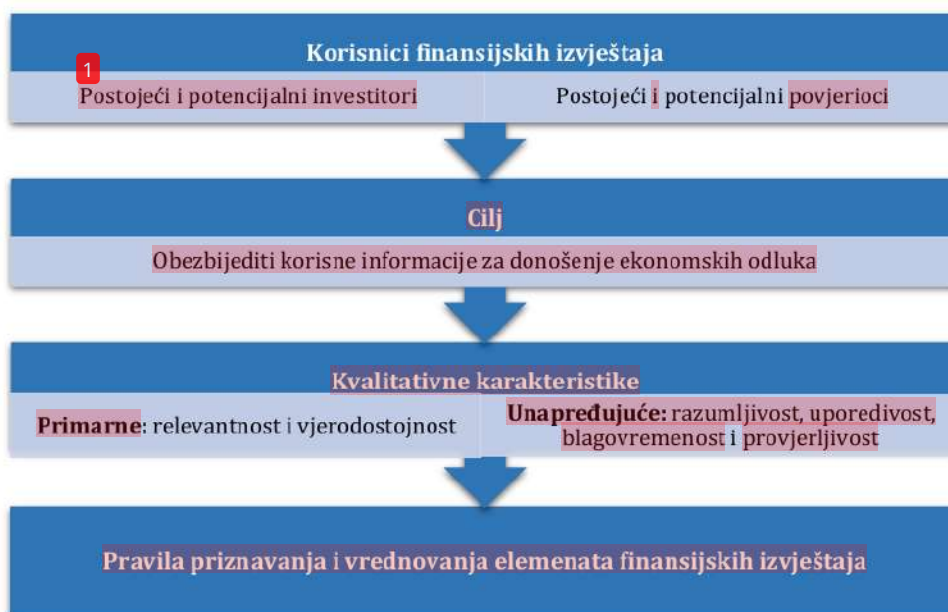 Korisnici finansijskih izvještaja
1
Postojeći i potencijalni investitori
Postojeći i potencijalni povjerioci
Cilj
Obezbijediti korisne informacije za donošenje ekonomskih odluka
Kvalitativne karakteristike
Primarne: relevantnost i vjerodostojnost
Unapređujuće: razumljivost, uporedivost,
blagovremenost i provjerljivost
Pravila priznavanja i vrednovanja elemenata finansijskih izvještaja